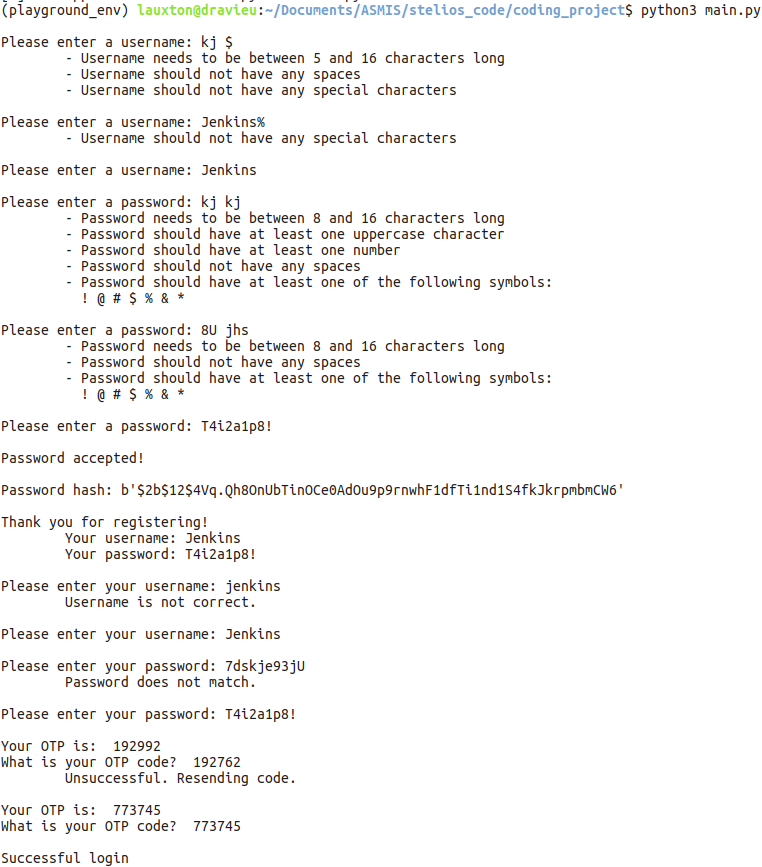 (playground_env) lauxton@dravieu:~/Documents/ASMIS/stelios_code/coding_project$ python3 main.py
Please enter a username: kj $
- Username needs to be between 5 and 16 characters long
- Username should not have any spaces
- Username should not have any special characters
Please enter a username: Jenkins%
- Username should not have any special characters
Please enter a username: Jenkins
Please enter a password: kj kj
- Password needs to be between 8 and 16 characters long
- Password should have at least one uppercase character
- Password should have at least one number
- Password should not have any spaces
- Password should have at least one of the following symbols:
! @ # $ % & *
Please enter a password: 8U jhs
- Password needs to be between 8 and 16 characters long
- Password should not have any spaces
- Password should have at least one of the following symbols:
! @ # $ % & *
Please enter a password: T4i2a1p8!
Password accepted!
Password hash: b'$2b$12$4Vq.Qh8OnUbTinOCe0AdOu9p9rnwhF1dfTi1nd1S4fkJkrpmbmCW6'
Thank you for registering!
Your username: Jenkins
Your password: T4i2a1p8!
Please enter your username: jenkins
Username is not correct.
Please enter your username: Jenkins
Please enter your password: 7dskje93jU
Password does not match.
Please enter your password: T4i2a1p8!
Your OTP is:  192992
What is your OTP code?  192762
Unsuccessful. Resending code.
Your OTP is:  773745
What is your OTP code?  773745
Successful login